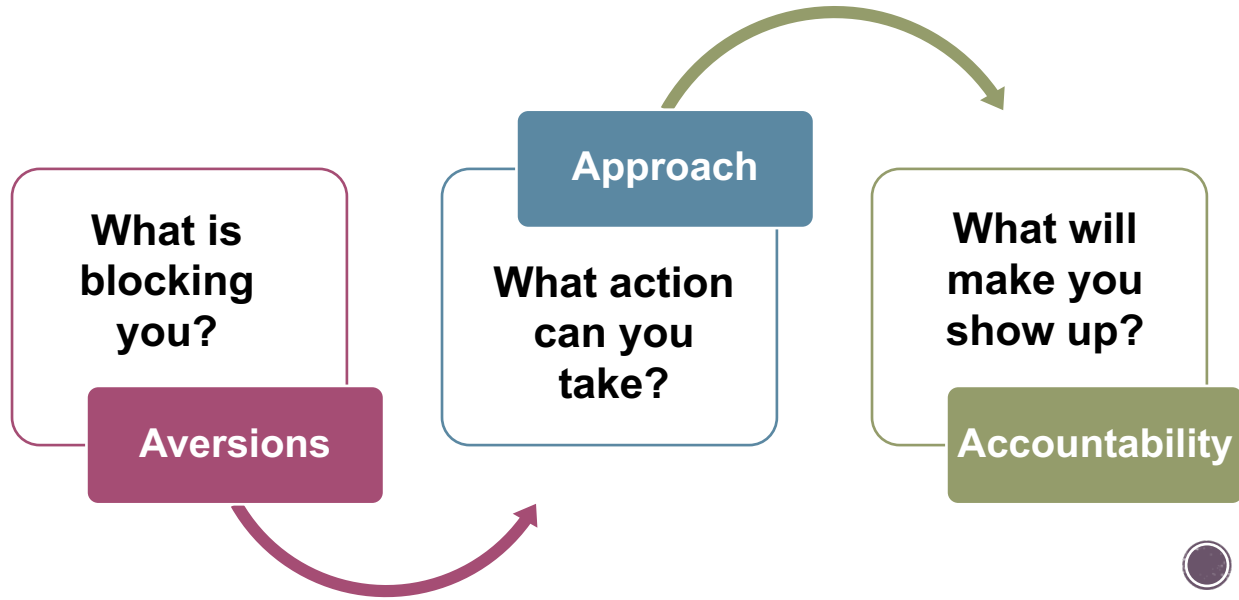 What is
blocking
you?
Aversions
Approach
What action
can you
take?
What will
make you
show up?
Accountability